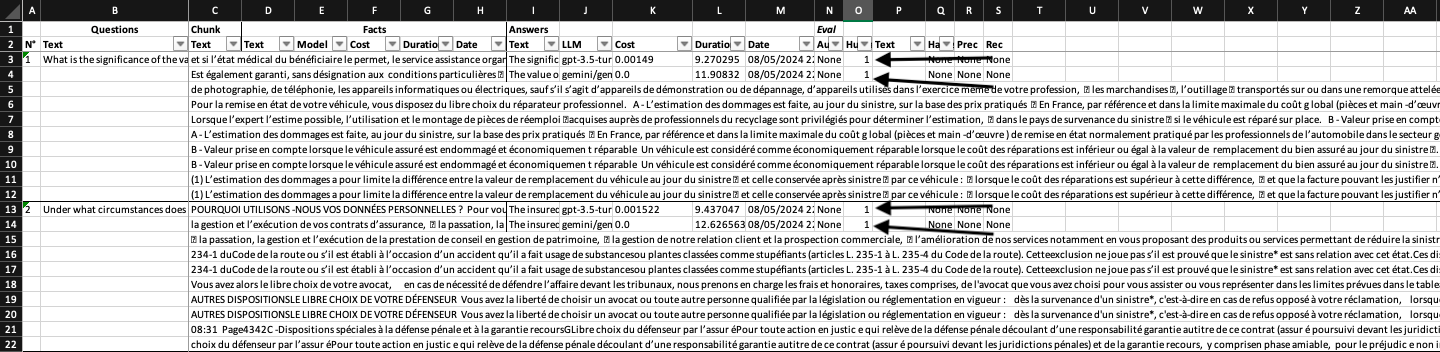 A B C D E F G H I J K L M N O P Q R S T U V W X Y Z AA
1 Questions Chunk Facts Answers Eval
2 N° Text Text Text Model Cost Duratio Date Text LLM Cost Duratio Date Au Hu Text Ha Prec Rec
3 1 What is the significance of the va et si l'état médical du bénéficiaire le permet, le service assistance organ The signific gpt-3.5-tur 0.00149 9.270295 08/05/2024 22 None 1 None None None
4 Est également garanti, sans désignation aux conditions particulières The value o gemini/gen 0.0 11.90832 08/05/2024 22 None 1 None None None
5 de photographie, de téléphonie, les appareils informatiques ou électriques, sauf s'il s'agit d'appareils de démonstration ou de dépannage, d'appareils utilisés dans l'exercice même de votre profession, les marchandises, l'outillage transportés sur ou dans une remorque attelée
6 Pour la remise en état de votre véhicule, vous disposez du libre choix du réparateur professionnel. A - L'estimation des dommages est faite, au jour du sinistre, sur la base des prix pratiqués En France, par référence et dans la limite maximale du coût g lobal (pièces et main -d'œuvre
7 Lorsque l'expert l'estime possible, l'utilisation et le montage de pièces de réemploi acquises auprès de professionnels du recyclage sont privilégiés pour déterminer l'estimation, dans le pays de survenance du sinistre si le véhicule est réparé sur place. B - Valeur prise en compte
8 A - L'estimation des dommages est faite, au jour du sinistre, sur la base des prix pratiqués En France, par référence et dans la limite maximale du coût g lobal (pièces et main -d'œuvre ) de remise en état normalement pratiqué par les professionnels de l'automobile dans le secteur g
9 B - Valeur prise en compte lorsque le véhicule assuré est endommagé et économiquemen t réparable Un véhicule est considéré comme économiquement réparable lorsque le coût des réparations est inférieur ou égal à la valeur de remplacement du bien assuré au jour du sinistre .
10 B - Valeur prise en compte lorsque le véhicule assuré est endommagé et économiquemen t réparable Un véhicule est considéré comme économiquement réparable lorsque le coût des réparations est inférieur ou égal à la valeur de remplacement du bien assuré au jour du sinistre .
11 (1) L'estimation des dommages a pour limite la différence entre la valeur de remplacement du véhicule au jour du sinistre et celle conservée après sinistre par ce véhicule : lorsque le coût des réparations est inférieur à cette différence, et que la facture pouvant les justifier n'
12 (1) L'estimation des dommages a pour limite la différence entre la valeur de remplacement du véhicule au jour du sinistre et celle conservée après sinistre par ce véhicule : lorsque le coût des réparations est inférieur à cette différence, et que la facture pouvant les justifier n'
13 2 Under what circumstances does POURQUOI UTILISONS -NOUS VOS DONNÉES PERSONNELLES ? Pour vou The insured gpt-3.5-tur 0.001522 9.437047 08/05/2024 22 None 1 None None None
14 la gestion et l'exécution de vos contrats d'assurance, la passation, la The insured gemini/gen 0.0 12.626563 08/05/2024 22 None 1 None None None
15 la passation, la gestion et l'exécution de la prestation de conseil en gestion de patrimoine, la gestion de notre relation client et la prospection commerciale, l'amélioration de nos services notamment en vous proposant des produits ou services permettant de réduire la sinistr
16 234-1 duCode de la route ou s'il est établi à l'occasion d'un accident qu'il a fait usage de substancesou plantes classées comme stupéfiants (articles L. 235-1 à L. 235-4 du Code de la route). Cetteexclusion ne joue pas s'il est prouvé que le sinistre* est sans relation avec cet état.Ces dis
17 234-1 duCode de la route ou s'il est établi à l'occasion d'un accident qu'il a fait usage de substancesou plantes classées comme stupéfiants (articles L. 235-1 à L. 235-4 du Code de la route). Cetteexclusion ne joue pas s'il est prouvé que le sinistre* est sans relation avec cet état.Ces dis
18 Vous avez alors le libre choix de votre avocat, en cas de nécessité de défendre l'affaire devant les tribunaux, nous prenons en charge les frais et honoraires, taxes comprises, de l'avocat que vous avez choisi pour vous assister ou vous représenter dans les limites prévues dans le table
19 AUTRES DISPOSITIONSLE LIBRE CHOIX DE VOTRE DÉFENSEUR Vous avez la liberté de choisir un avocat ou toute autre personne qualifiée par la législation ou réglementation en vigueur : dès la survenance d'un sinistre*, c'est-à-dire en cas de refus opposé à votre réclamation, lorsqu
20 AUTRES DISPOSITIONSLE LIBRE CHOIX DE VOTRE DÉFENSEUR Vous avez la liberté de choisir un avocat ou toute autre personne qualifiée par la législation ou réglementation en vigueur : dès la survenance d'un sinistre*, c'est-à-dire en cas de refus opposé à votre réclamation, lorsqu
21 08:31 Page4342C -Dispositions spéciales à la défense pénale et à la garantie recoursGLibre choix du défenseur par l'assur éPour toute action en justic e qui relève de la défense pénale découlant d'une responsabilité garantie autitre de ce contrat (assur é poursuivi devant les juridicti
22 choix du défenseur par l'assur éPour toute action en justic e qui relève de la défense pénale découlant d'une responsabilité garantie autitre de ce contrat (assur é poursuivi devant les juridictions pénales) et de la garantie recours, y comprisen phase amiable, pour le préjudic e non i